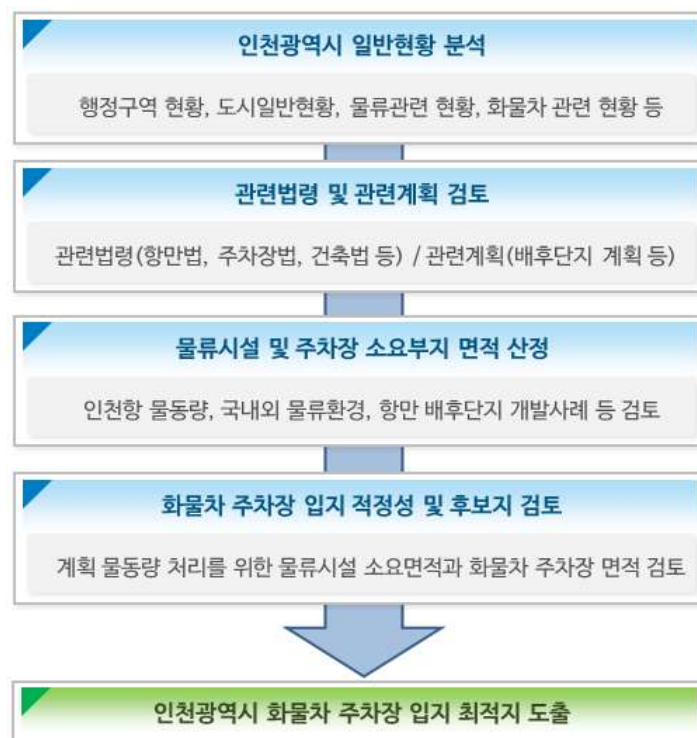 인천광역시 일반현황 분석
행정구역 현황, 도시일반현황, 물류관련 현황, 화물차 관련 현황 등
관련법령 및 관련계획 검토
관련법령(항만법, 주차장법, 건축법 등) / 관련계획(배후단지 계획 등)
물류시설 및 주차장 소요부지 면적 산정
인천항 물동량, 국내외 물류환경, 항만 배후단지 개발사례 등 검토
화물차 주차장 입지 적정성 및 후보지 검토
계획 물동량 처리를 위한 물류시설 소요면적과 화물차 주차장 면적 검토
인천광역시 화물차 주차장 입지 최적지 도출